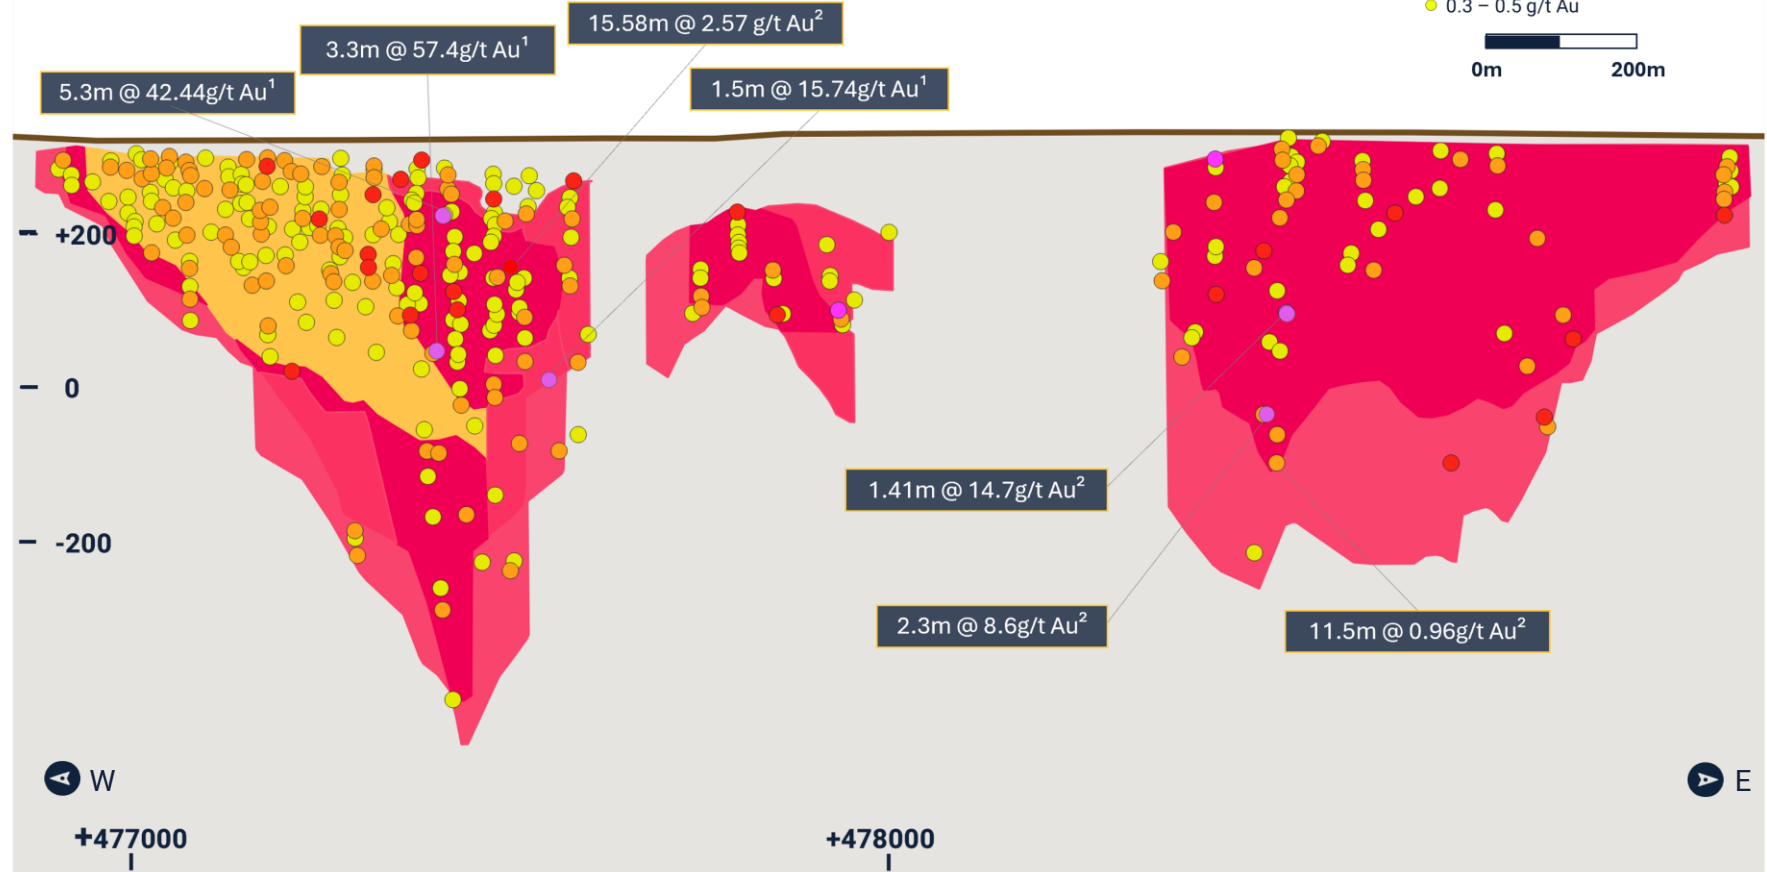 0.3 – 0.5 g/t Au
0m 200m
15.58m @ 2.57 g/t Au²
3.3m @ 57.4g/t Au¹
5.3m @ 42.44g/t Au¹
1.5m @ 15.74g/t Au¹
+200
0
-200
1.41m @ 14.7g/t Au²
2.3m @ 8.6g/t Au²
11.5m @ 0.96g/t Au²
W
E
+477000
+478000